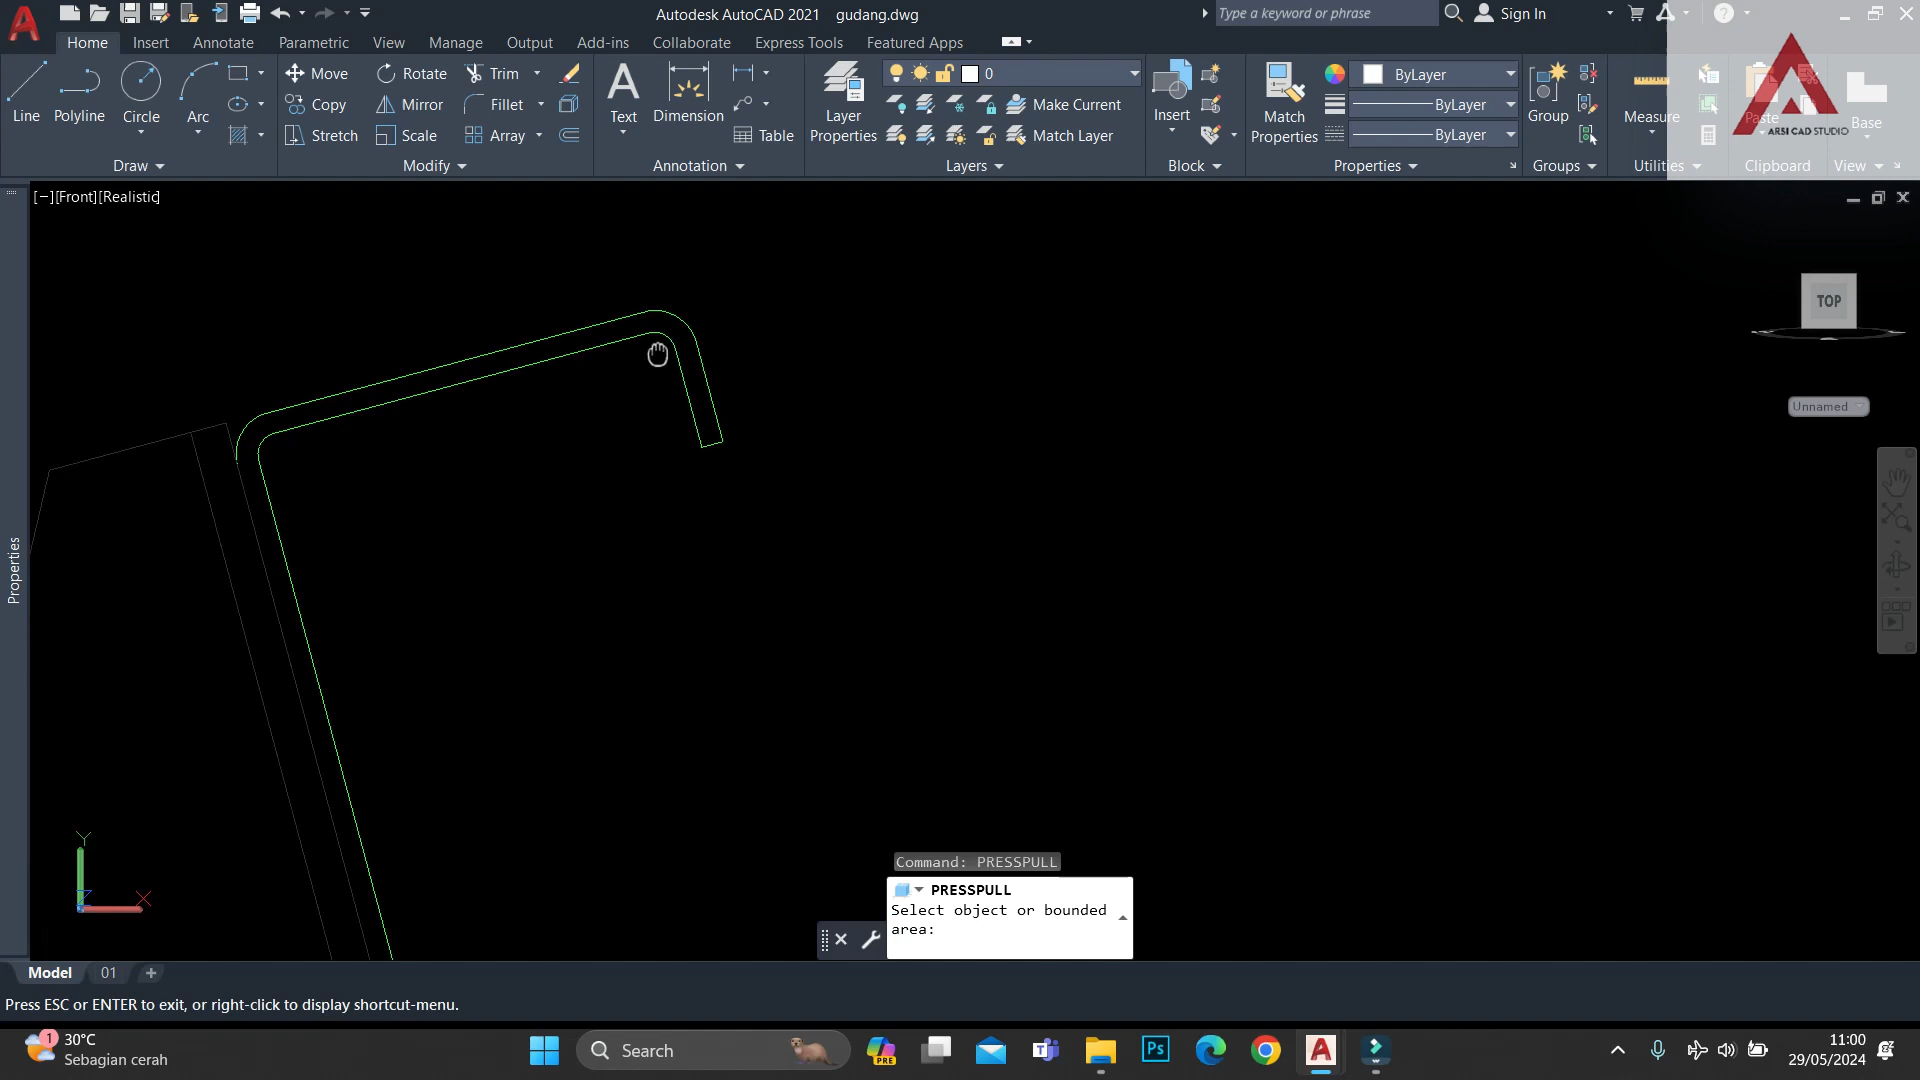 Autodesk AutoCAD 2021 gudang.dwg
Type a keyword or phrase
Sign In
Home Insert Annotate Parametric View Manage Output Add-ins Collaborate Express Tools Featured Apps
Line
Polyline
Circle
Arc
Move
Rotate
Trim
Copy
Mirror
Fillet
Stretch
Scale
Array
Text
Dimension
Table
Layer
Properties
0
Make Current
Match Layer
Insert
Match
Properties
ByLayer
ByLayer
ByLayer
Group
Measure
Paste
Base
ARSI CAD STUDIO
Draw Modify Annotation Layers Block Properties Groups Utilities Clipboard View
[−][Front][Realistic]
TOP
Unnamed
Properties
Y
X
Z
Command: PRESSPULL
PRESSPULL
Select object or bounded
area:
Model 01
Press ESC or ENTER to exit, or right-click to display shortcut-menu.
1
30°C
Sebagian cerah
Search
PRE
Ps
11:00
29/05/2024